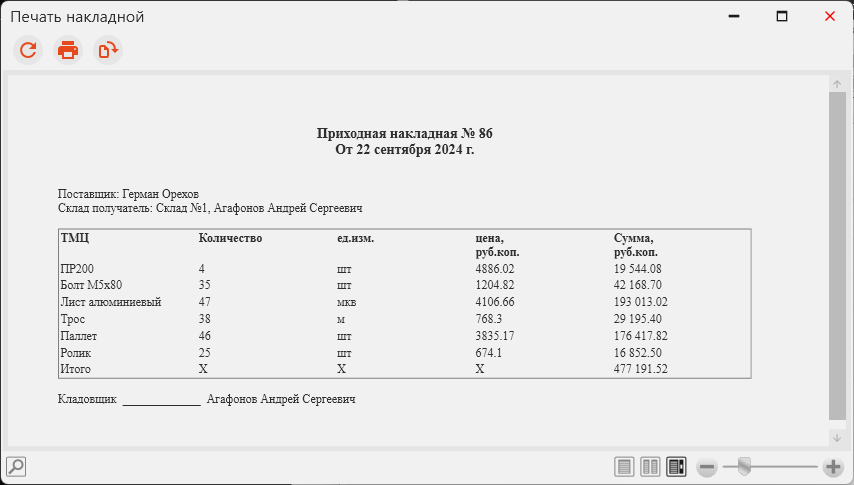 Печать накладной
Приходная накладная № 86
От 22 сентября 2024 г.
Поставщик: Герман Орехов
Склад получатель: Склад №1, Агафонов Андрей Сергеевич
ТМЦ Количество ед.изм. цена, руб.коп. Сумма, руб.коп.
ПР200 4 шт 4886.02 19 544.08
Болт М5х80 35 шт 1204.82 42 168.70
Лист алюминиевый 47 мкв 4106.66 193 013.02
Трос 38 м 768.3 29 195.40
Паллет 46 шт 3835.17 176 417.82
Ролик 25 шт 674.1 16 852.50
Итого X X X 477 191.52
Кладовщик _____________ Агафонов Андрей Сергеевич